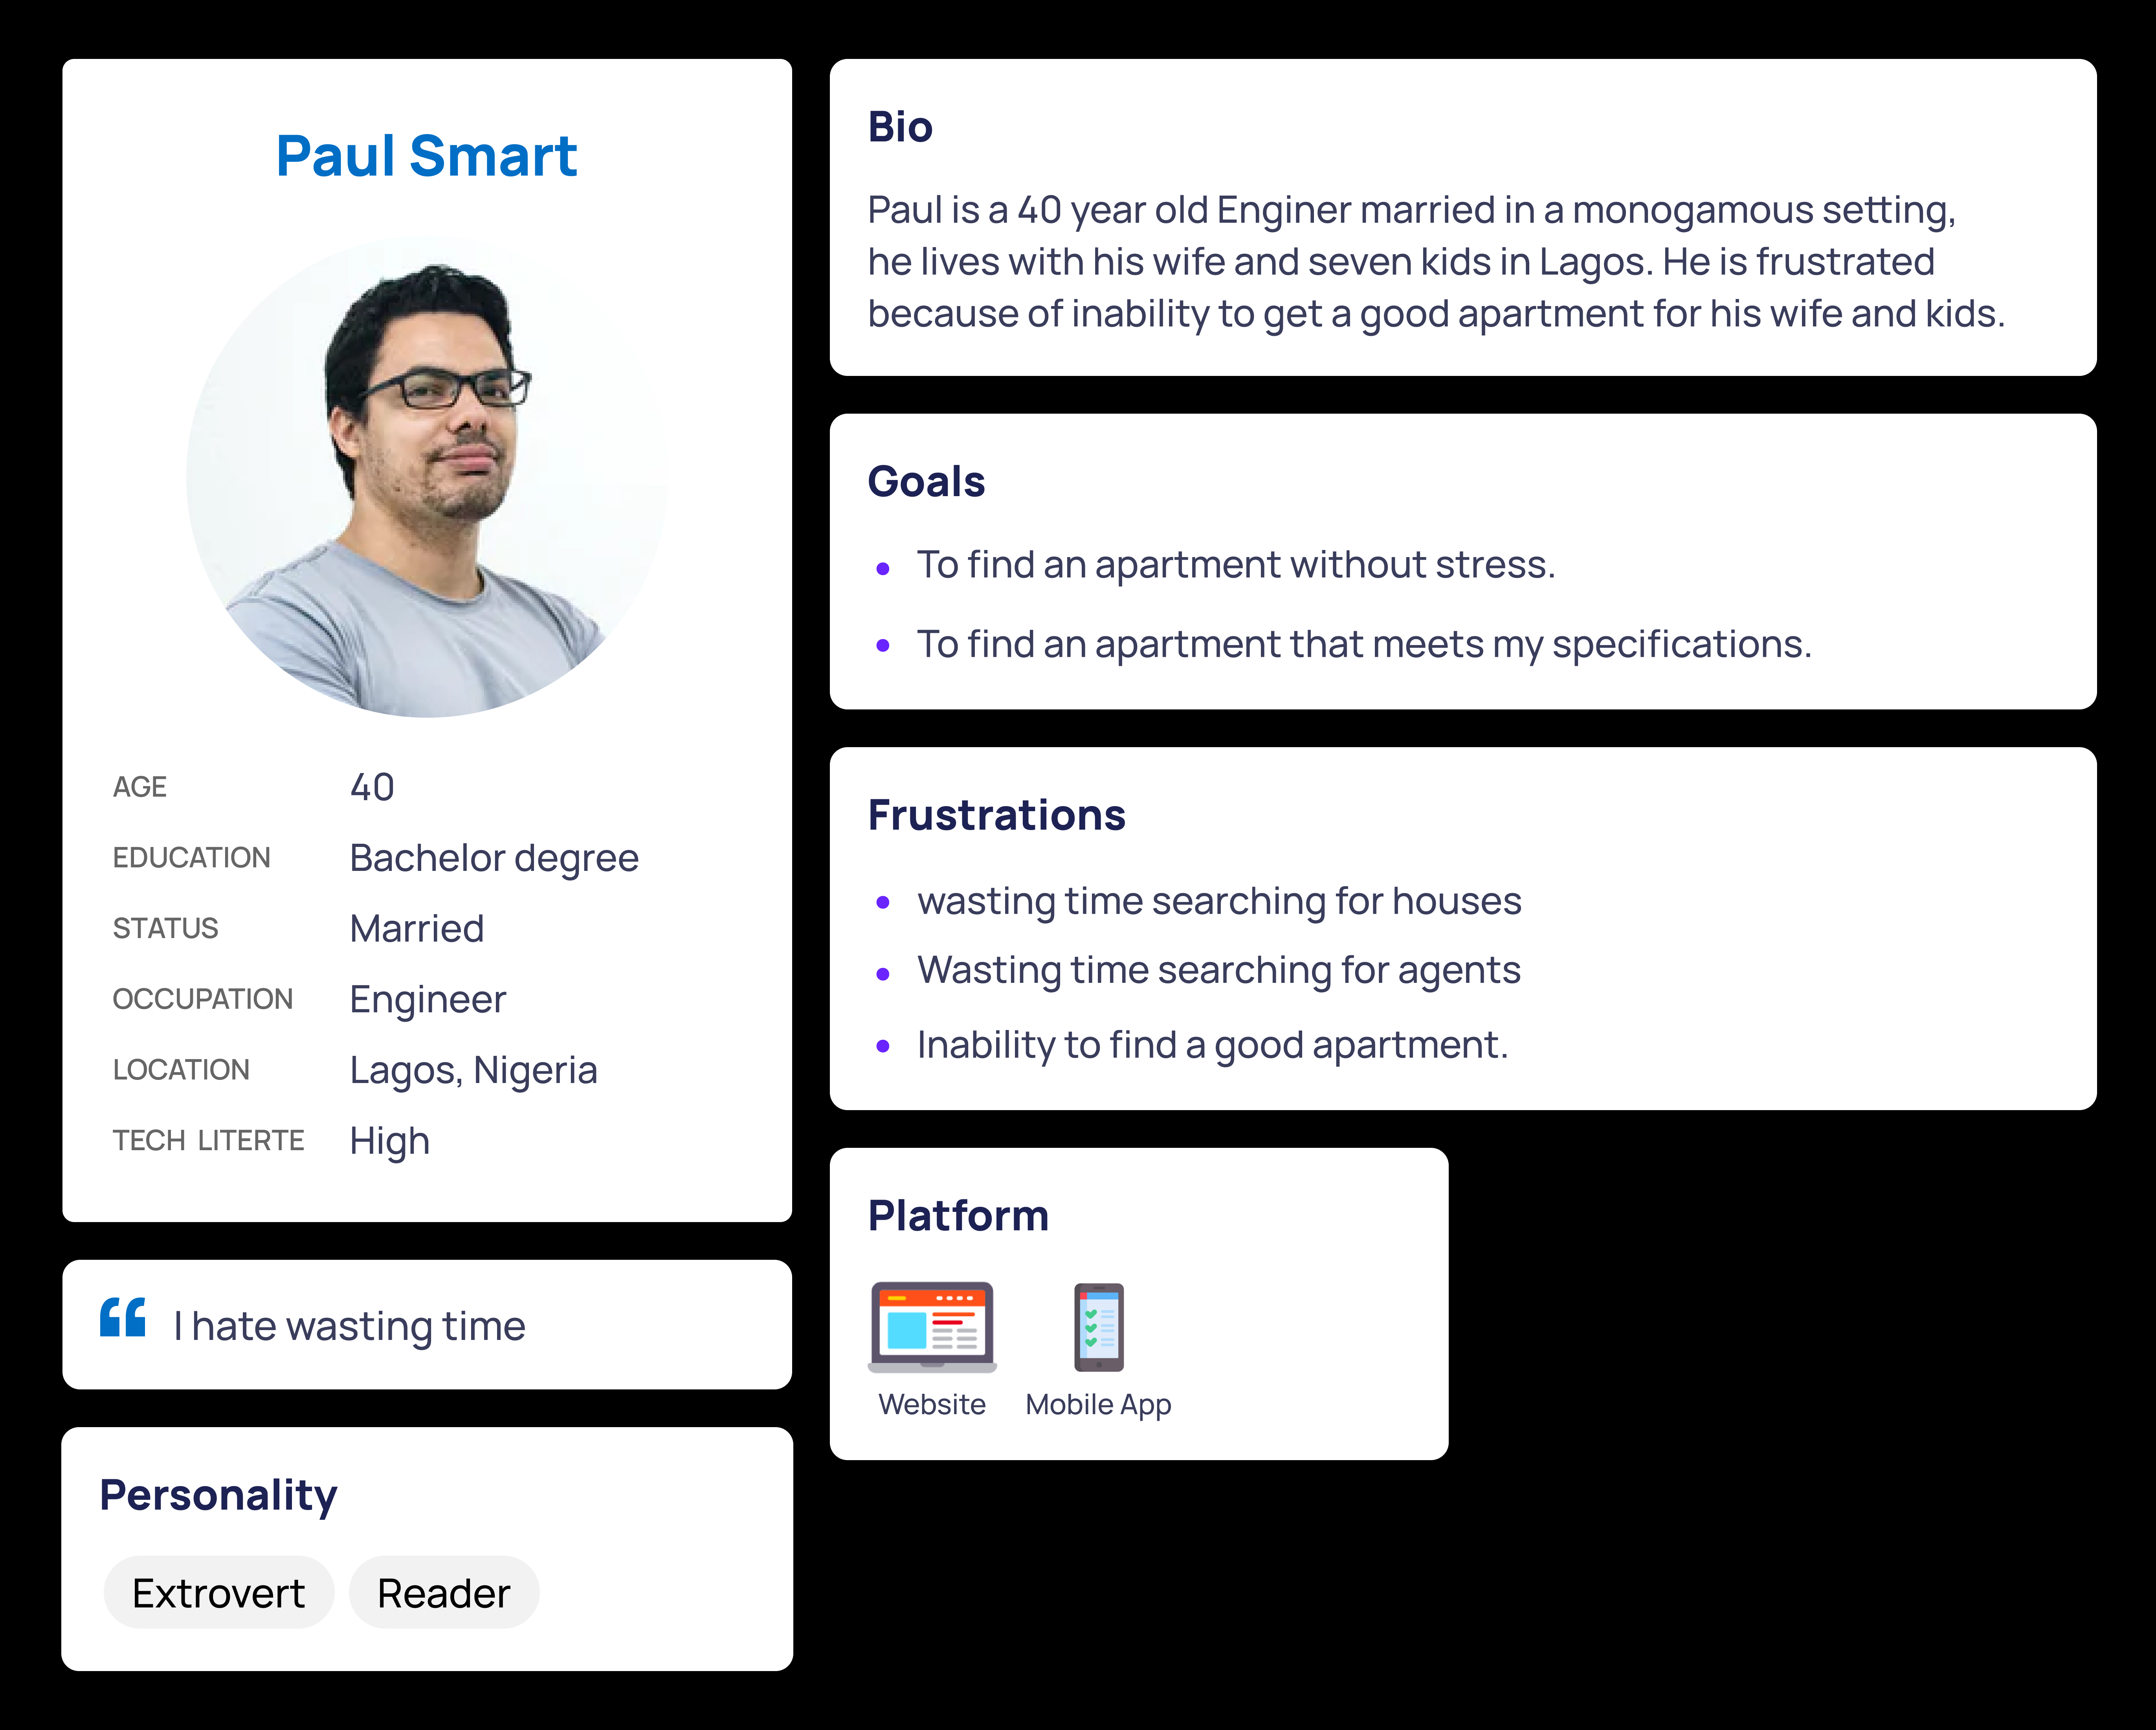 Paul Smart
AGE 40
EDUCATION Bachelor degree
STATUS Married
OCCUPATION Engineer
LOCATION Lagos, Nigeria
TECH LITERTE High
“ I hate wasting time
Personality
Extrovert Reader
Bio
Paul is a 40 year old Enginer married in a monogamous setting,
he lives with his wife and seven kids in Lagos. He is frustrated
because of inability to get a good apartment for his wife and kids.
Goals
• To find an apartment without stress.
• To find an apartment that meets my specifications.
Frustrations
• wasting time searching for houses
• Wasting time searching for agents
• Inability to find a good apartment.
Platform
Website Mobile App